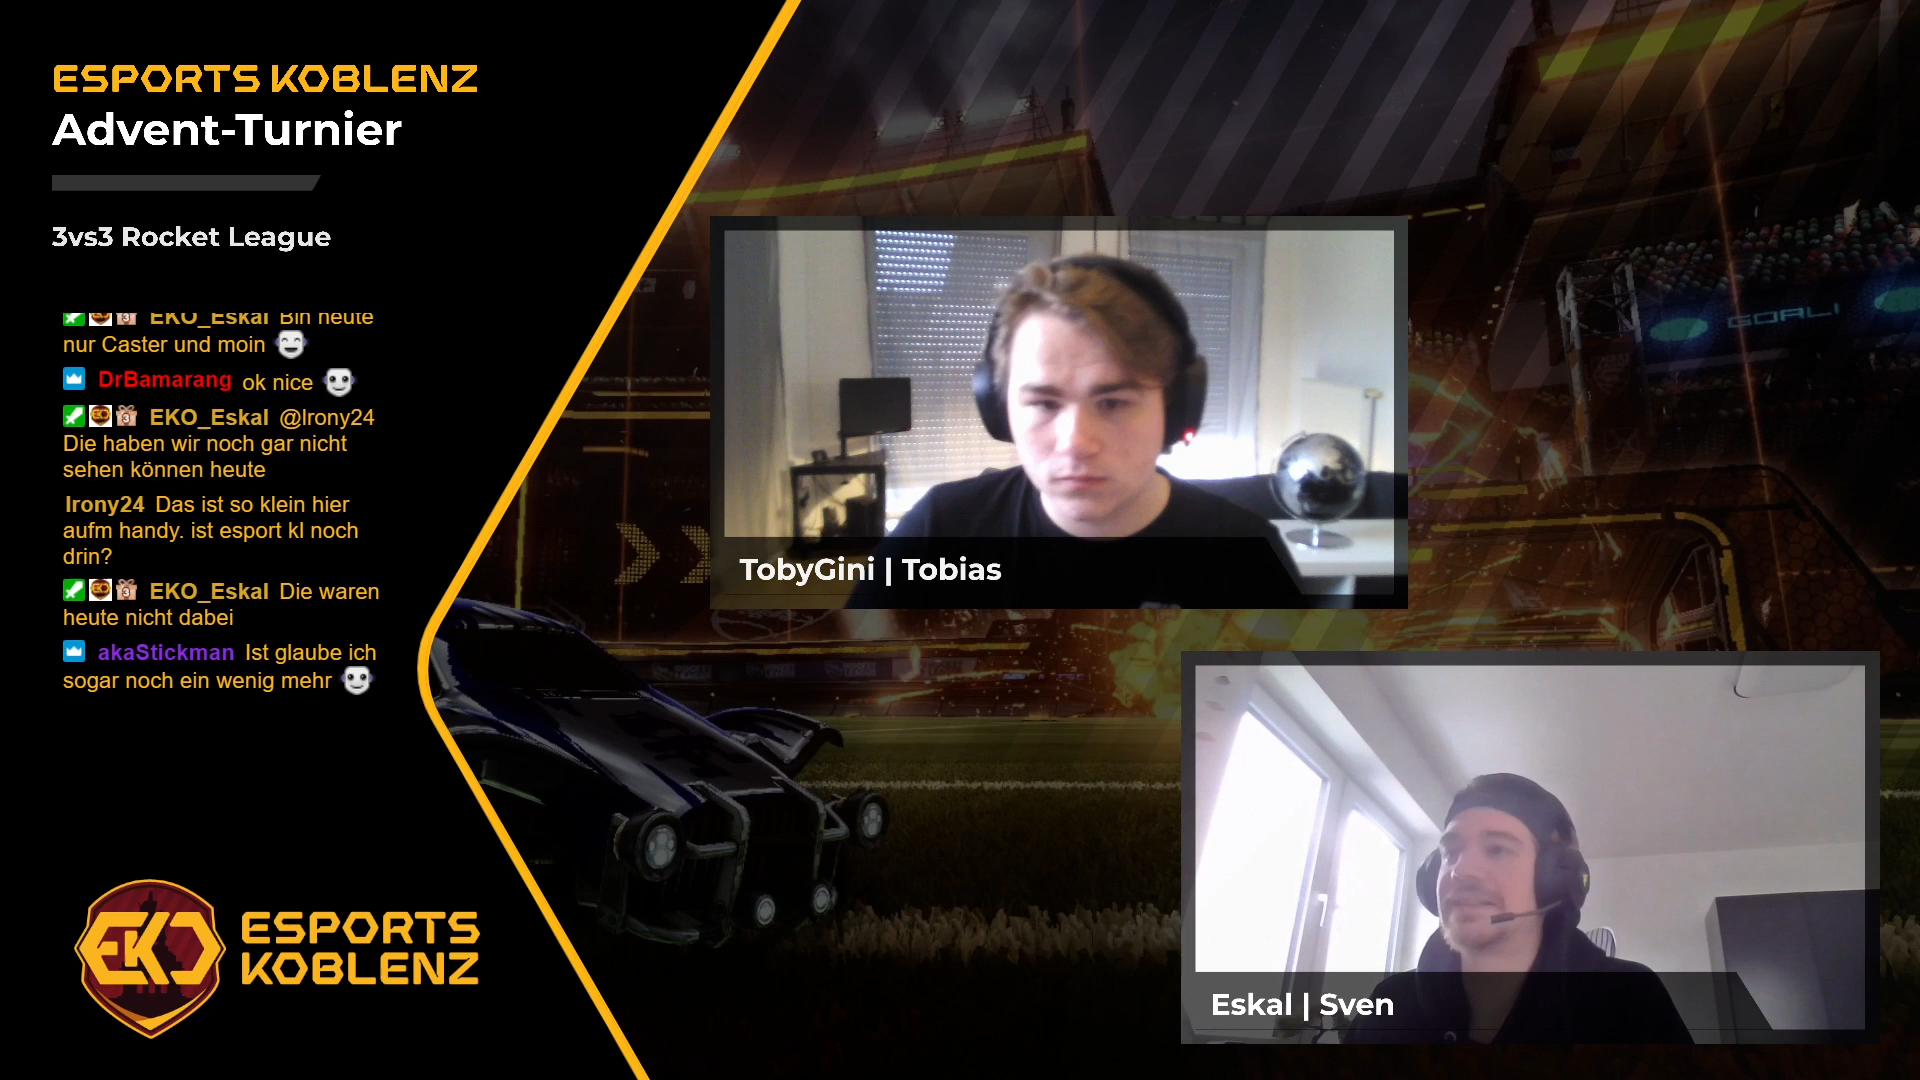 ESPORTS KOBLENZ
Advent-Turnier
3vs3 Rocket League
EKO_Eskal Bin heute
nur Caster und moin
DrBamarang ok nice
EKO_Eskal @Irony24
Die haben wir noch gar nicht
sehen können heute
Irony24 Das ist so klein hier
aufm handy. ist esport kl noch
drin?
EKO_Eskal Die waren
heute nicht dabei
akaStickman Ist glaube ich
sogar noch ein wenig mehr
EKO
ESPORTS
KOBLENZ
GOAL!
TobyGini | Tobias
Eskal | Sven